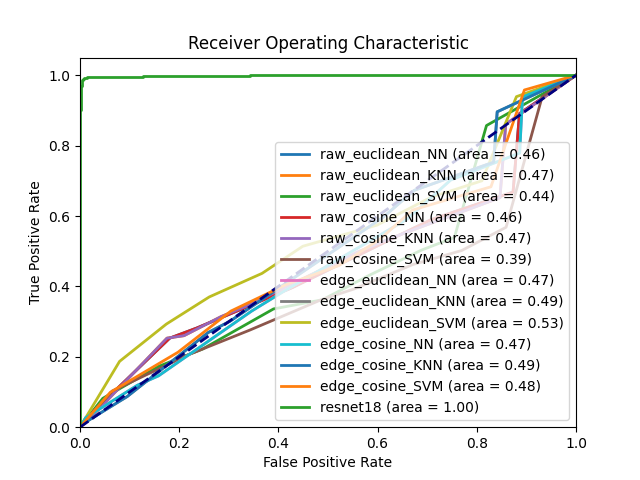 Receiver Operating Characteristic
1.0
0.8
0.6
0.4
0.2
0.0
True Positive Rate
raw_euclidean_NN (area = 0.46)
raw_euclidean_KNN (area = 0.47)
raw_euclidean_SVM (area = 0.44)
raw_cosine_NN (area = 0.46)
raw_cosine_KNN (area = 0.47)
raw_cosine_SVM (area = 0.39)
edge_euclidean_NN (area = 0.47)
edge_euclidean_KNN (area = 0.49)
edge_euclidean_SVM (area = 0.53)
edge_cosine_NN (area = 0.47)
edge_cosine_KNN (area = 0.49)
edge_cosine_SVM (area = 0.48)
resnet18 (area = 1.00)
0.0 0.2 0.4 0.6 0.8 1.0
False Positive Rate